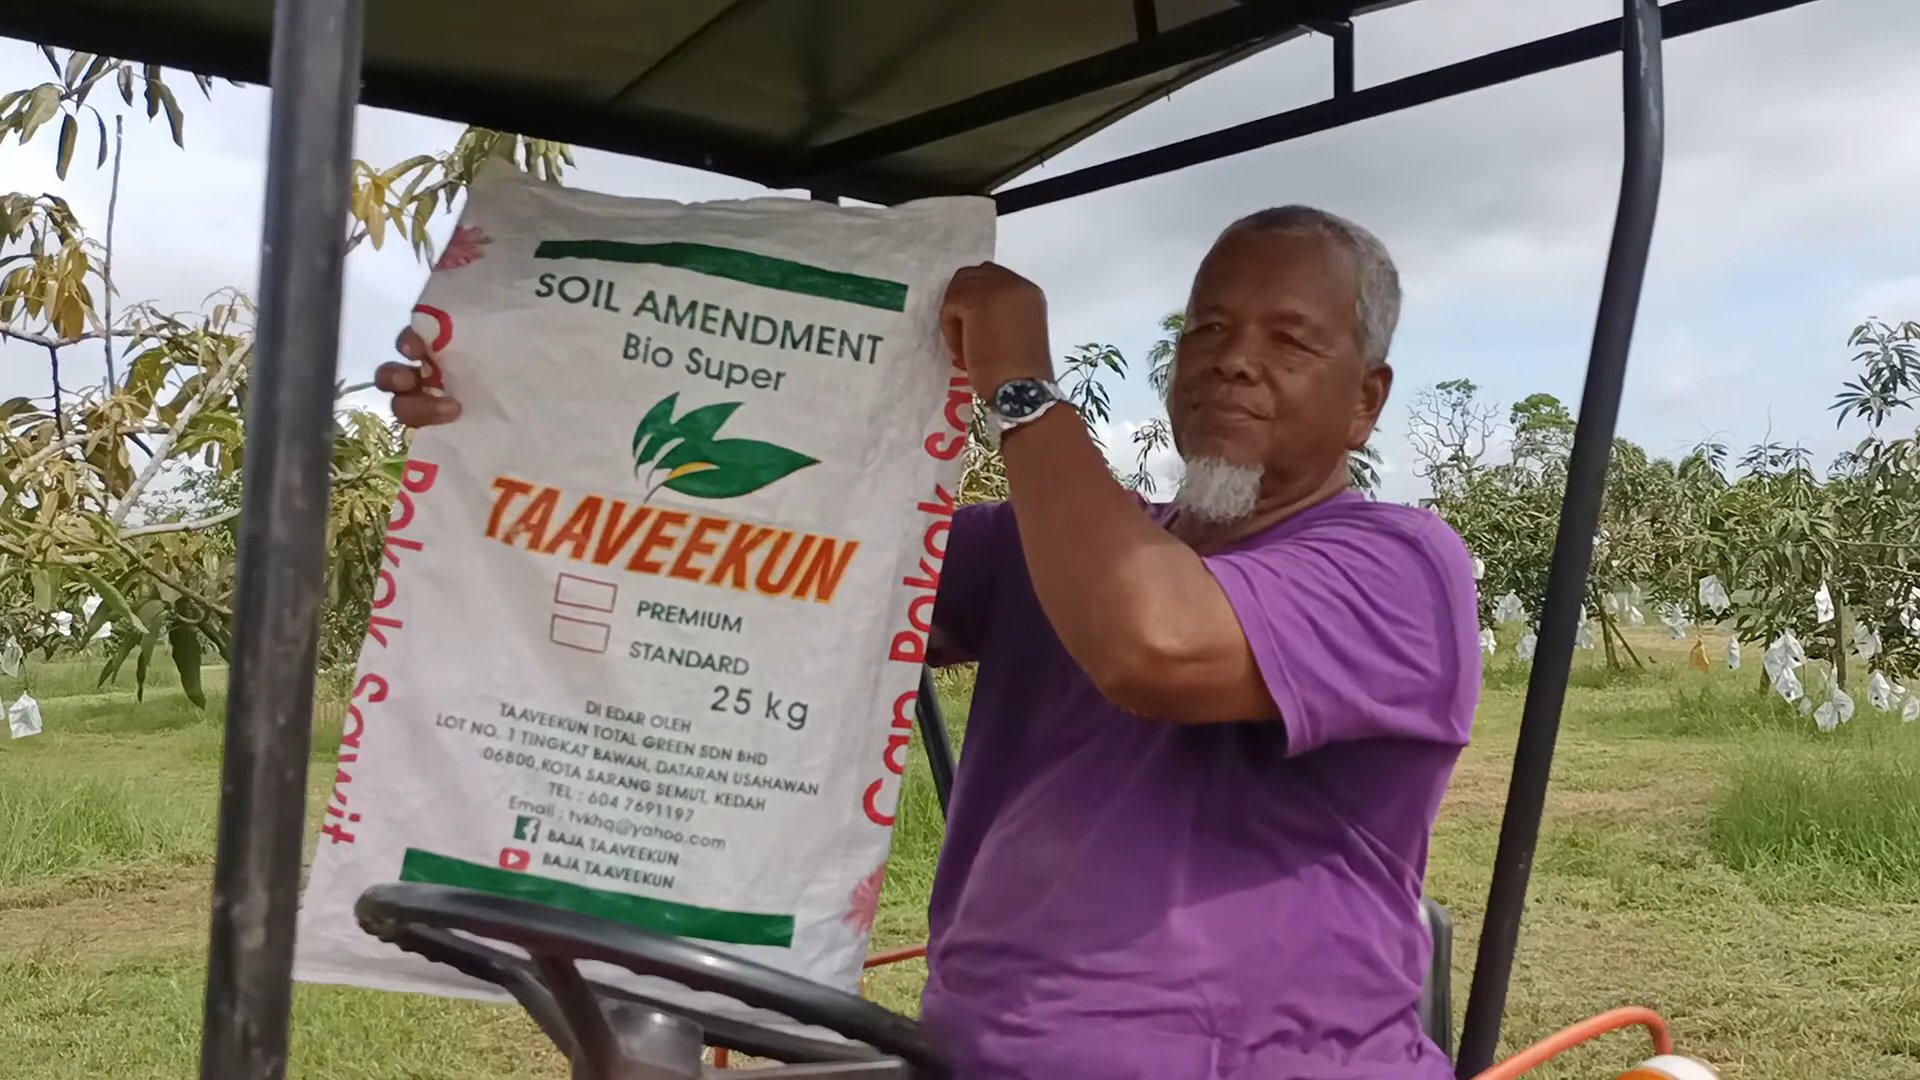 SOIL AMENDMENT
Bio Super
TAAVEEKUN
PREMIUM
STANDARD
25 kg
DI EDAR OLEH
TAAVEEKUN TOTAL GREEN SDN BHD
LOT NO. 1 TINGKAT BAWAH, DATARAN USAHAWAN
06800, KOTA SARANG SEMUT, KEDAH
TEL : 604 7691197
Email : tvkhq@yahoo.com
BAJA TAAVEEKUN
BAJA TAAVEEKUN
Pokok Sawit
Cap Pokok Saw